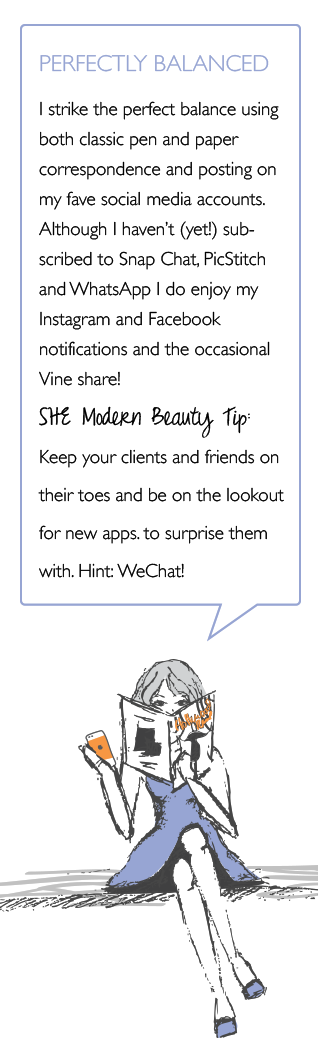 PERFECTLY BALANCED
I strike the perfect balance using
both classic pen and paper
correspondence and posting on
my fave social media accounts.
Although I haven't (yet!) sub-
scribed to Snap Chat, PicStitch
and WhatsApp I do enjoy my
Instagram and Facebook
notifications and the occasional
Vine share!
SHE Modern Beauty Tip:
Keep your clients and friends on
their toes and be on the lookout
for new apps. to surprise them
with. Hint: WeChat!